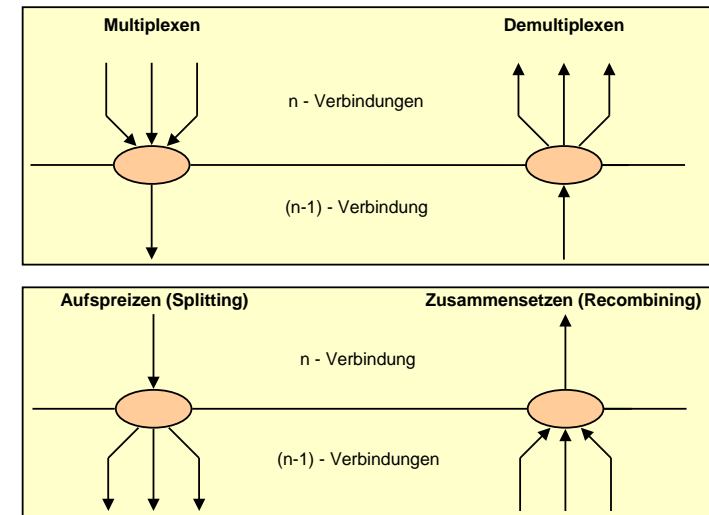 Multiplexen
Demultiplexen
n - Verbindungen
(n-1) - Verbindung
Aufspreizen (Splitting)
Zusammensetzen (Recombining)
n - Verbindung
(n-1) - Verbindungen